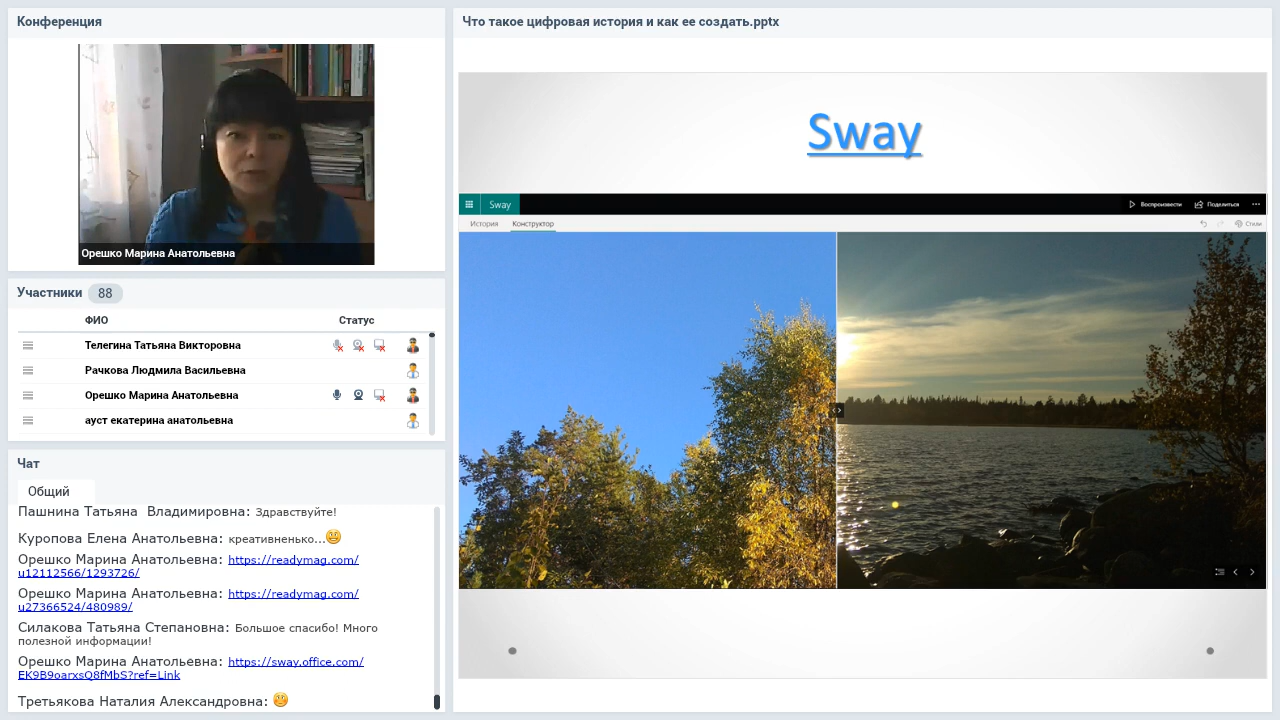 Конференция
Орешко Марина Анатольевна
Участники 88
ФИО Статус
Телегина Татьяна Викторовна
Рачкова Людмила Васильевна
Орешко Марина Анатольевна
ауст екатерина анатольевна
Чат
Общий
Пашнина Татьяна Владимировна: Здравствуйте!
Куропова Елена Анатольевна: креативненько...
Орешко Марина Анатольевна: https://readymag.com/
u12112566/1293726/
Орешко Марина Анатольевна: https://readymag.com/
u27366524/480989/
Силакова Татьяна Степановна: Большое спасибо! Много
полезной информации!
Орешко Марина Анатольевна: https://sway.office.com/
EK9B9oarxsQ8fMbS?ref=Link
Третьякова Наталия Александровна:
Что такое цифровая история и как ее создать.pptx
Sway
Sway Воспроизвести Поделиться
История Конструктор Стили